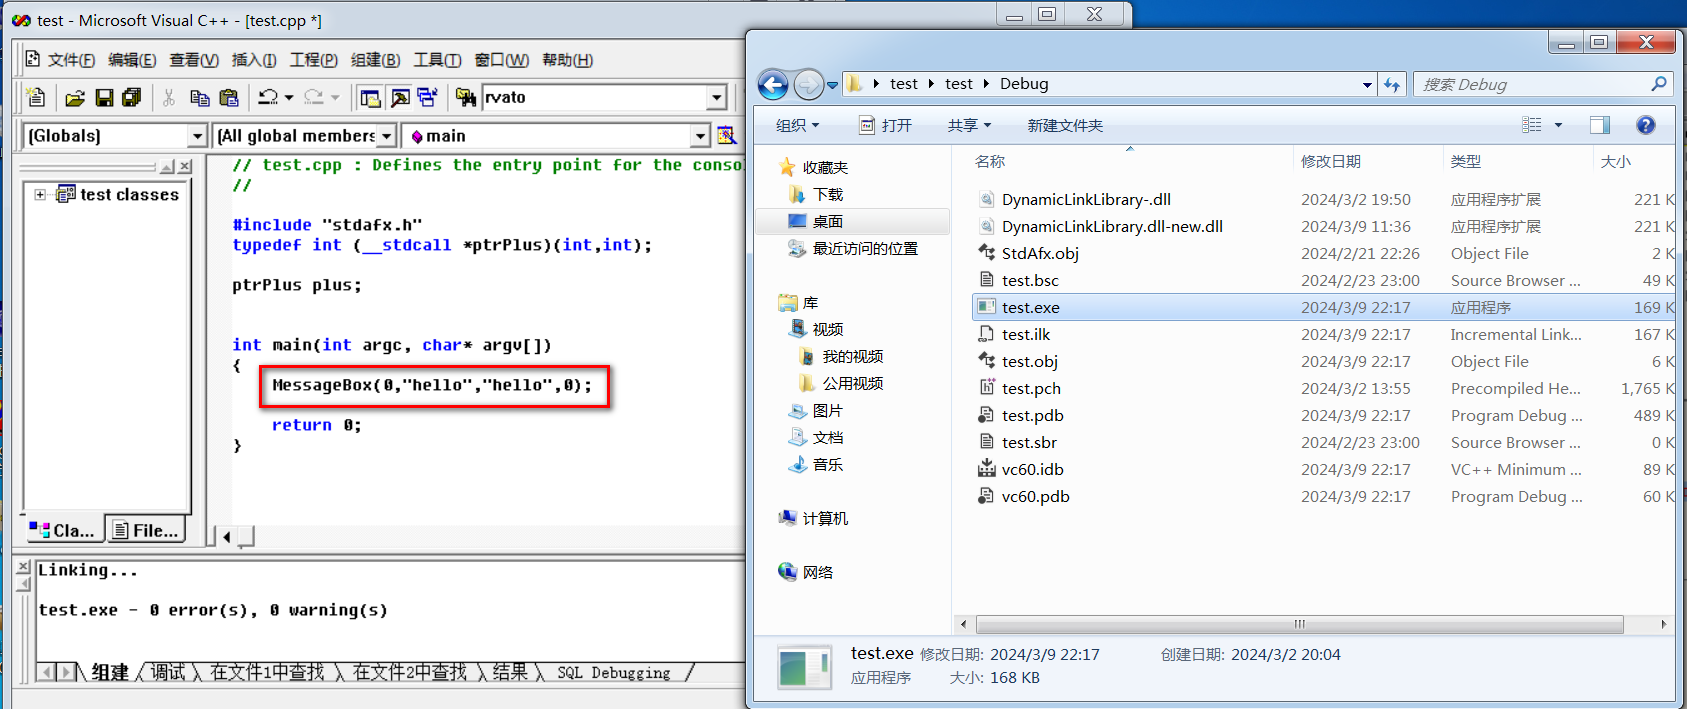 test - Microsoft Visual C++ - [test.cpp *]
文件(F) 编辑(E) 查看(V) 插入(I) 工程(P) 组建(B) 工具(T) 窗口(W) 帮助(H)
rvato
(Globals) (All global members main
// test.cpp : Defines the entry point for the conso
//
#include "stdafx.h"
typedef int (__stdcall *ptrPlus)(int,int);
ptrPlus plus;
int main(int argc, char* argv[])
{
MessageBox(0,"hello","hello",0);
return 0;
}
test classes
Cla... File...
Linking...
test.exe - 0 error(s), 0 warning(s)
组建 调试 在文件1中查找 在文件2中查找 结果 SQL Debugging
test test Debug
搜索 Debug
组织 打开 共享 新建文件夹
收藏夹
下载
桌面
最近访问的位置
库
视频
我的视频
公用视频
图片
文档
音乐
计算机
网络
名称 修改日期 类型 大小
DynamicLinkLibrary-.dll 2024/3/2 19:50 应用程序扩展 221 K
DynamicLinkLibrary.dll-new.dll 2024/3/9 11:36 应用程序扩展 221 K
StdAfx.obj 2024/2/21 22:26 Object File 2 K
test.bsc 2024/2/23 23:00 Source Browser ... 49 K
test.exe 2024/3/9 22:17 应用程序 169 K
test.ilk 2024/3/9 22:17 Incremental Link... 167 K
test.obj 2024/3/9 22:17 Object File 6 K
test.pch 2024/3/2 13:55 Precompiled He... 1,765 K
test.pdb 2024/3/9 22:17 Program Debug ... 489 K
test.sbr 2024/2/23 23:00 Source Browser ... 0 K
vc60.idb 2024/3/9 22:17 VC++ Minimum ... 89 K
vc60.pdb 2024/3/9 22:17 Program Debug ... 60 K
test.exe 修改日期: 2024/3/9 22:17 创建日期: 2024/3/2 20:04
应用程序 大小: 168 KB